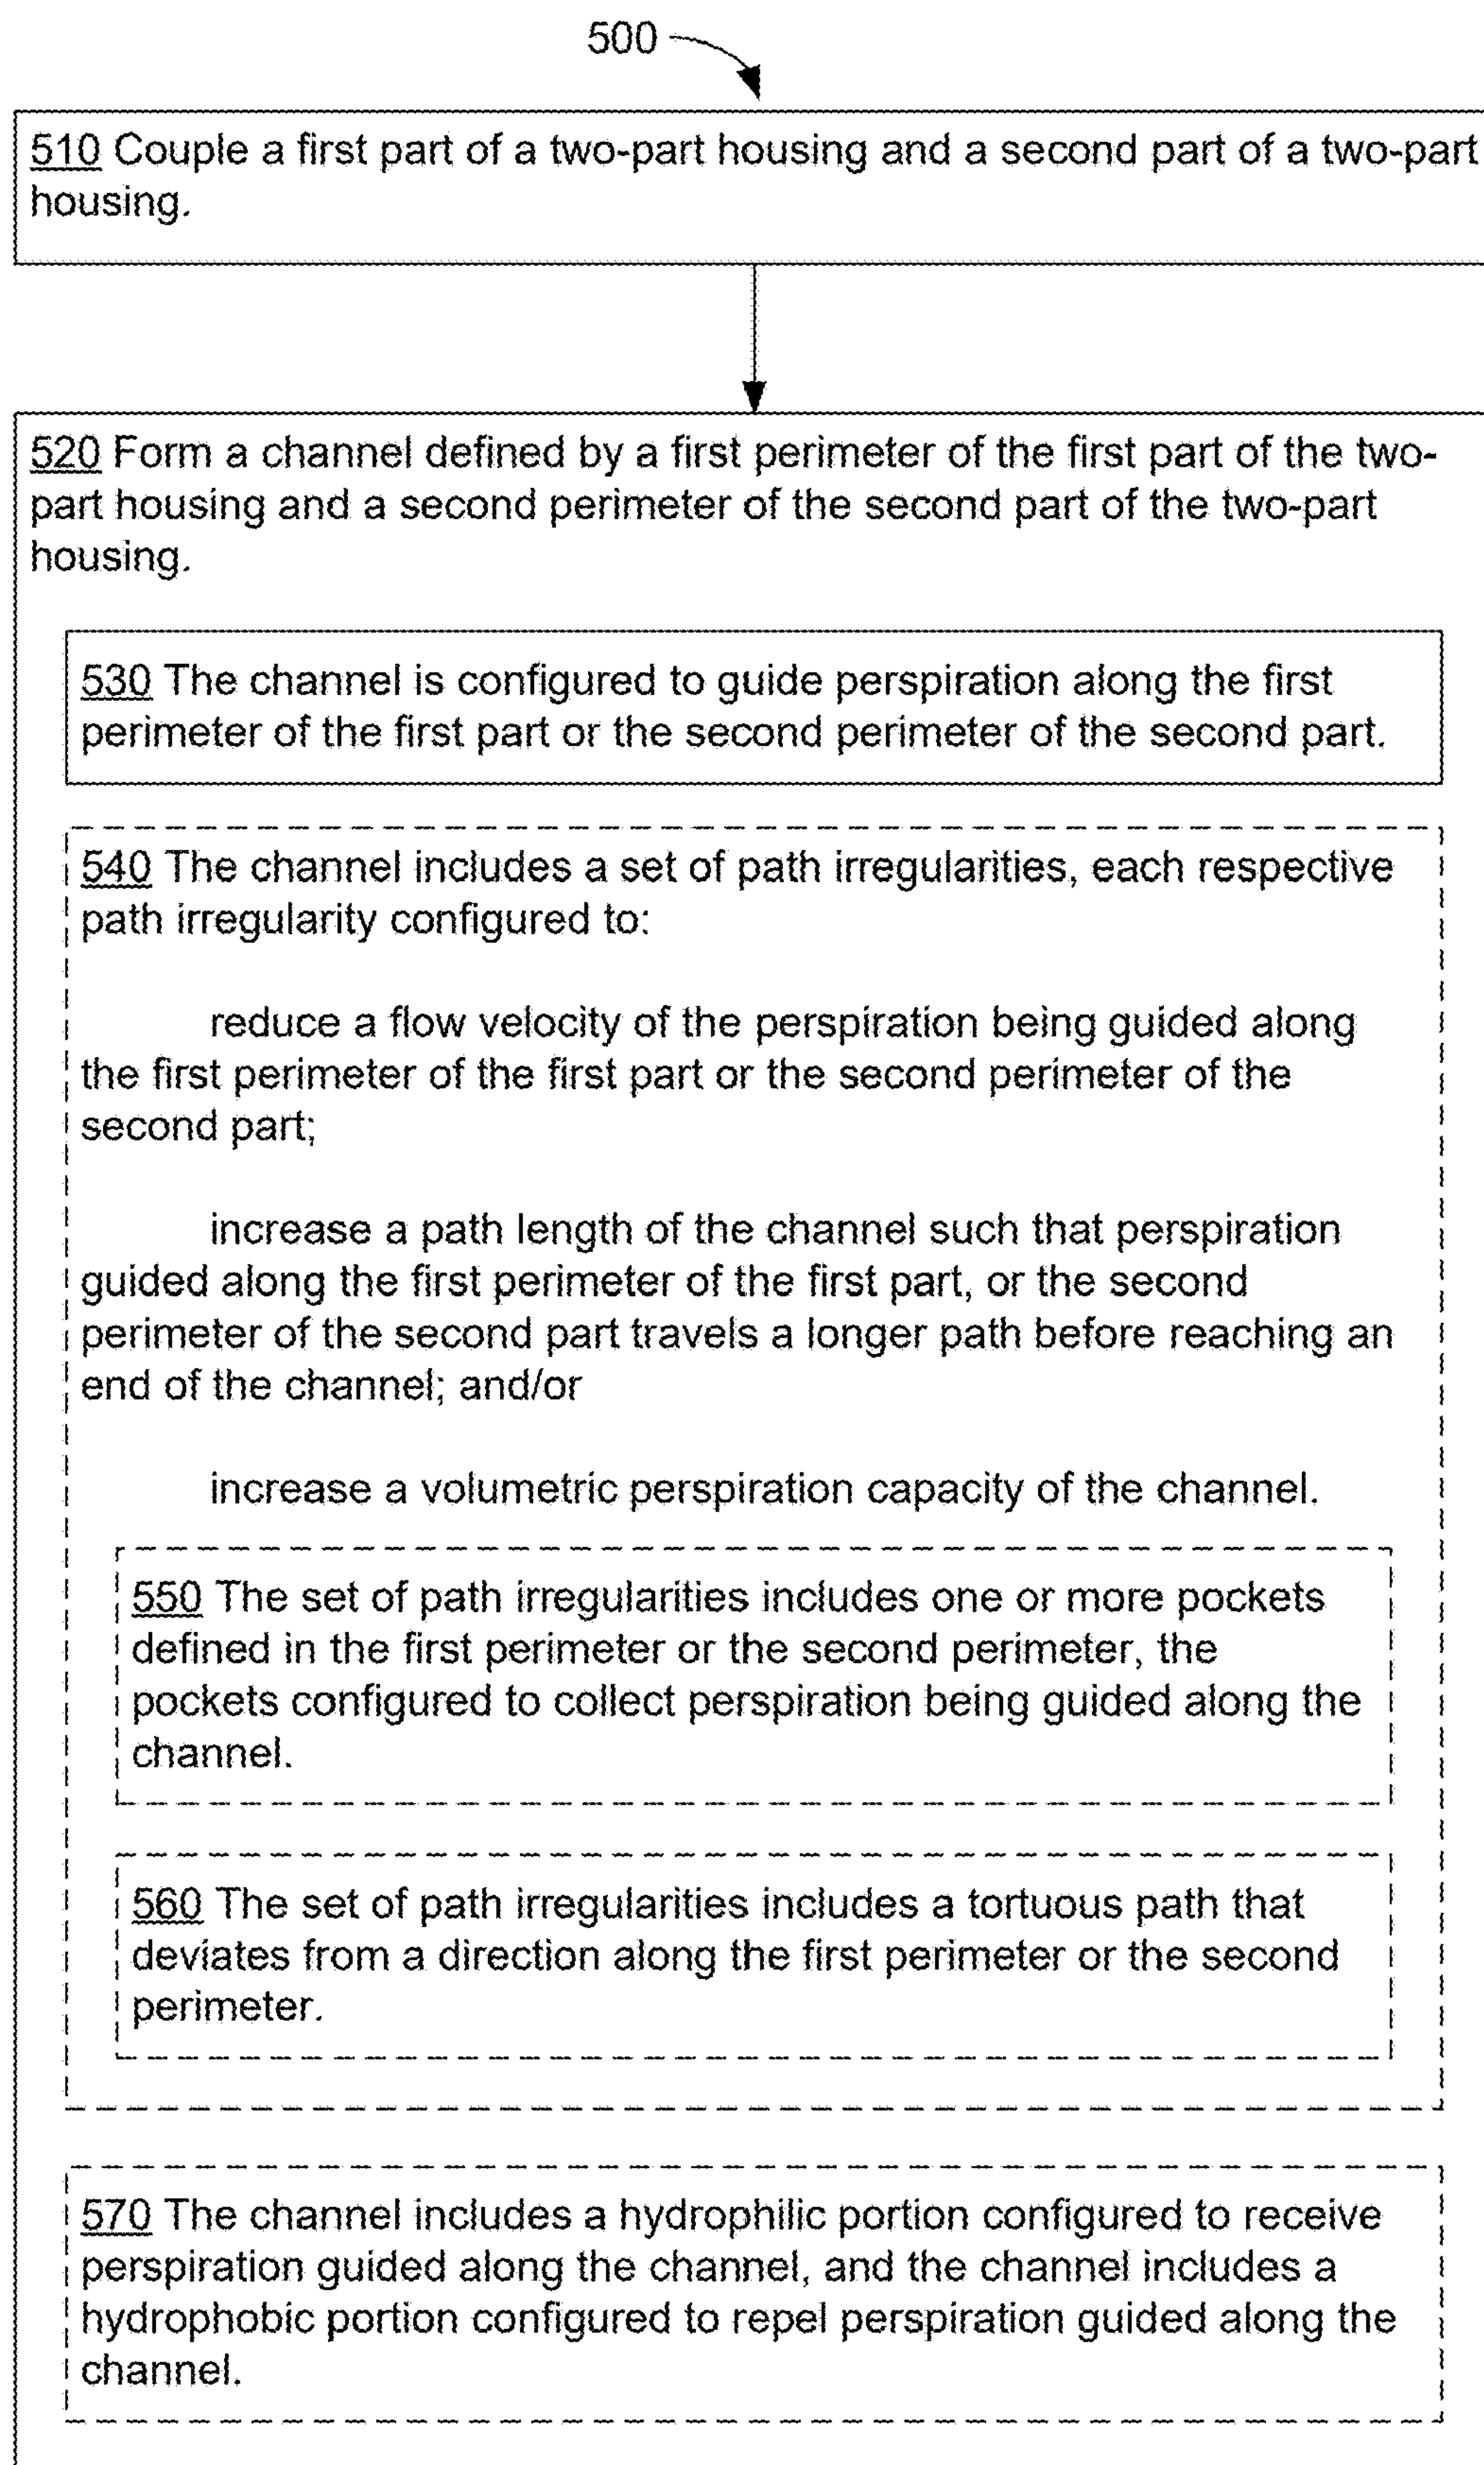 500
510 Couple a first part of a two-part housing and a second part of a two-part
housing.
520 Form a channel defined by a first perimeter of the first part of the two-
part housing and a second perimeter of the second part of the two-part
housing.
530 The channel is configured to guide perspiration along the first
perimeter of the first part or the second perimeter of the second part.
540 The channel includes a set of path irregularities, each respective
path irregularity configured to:
reduce a flow velocity of the perspiration being guided along
the first perimeter of the first part or the second perimeter of the
second part;
increase a path length of the channel such that perspiration
guided along the first perimeter of the first part, or the second
perimeter of the second part travels a longer path before reaching an
end of the channel; and/or
increase a volumetric perspiration capacity of the channel.
550 The set of path irregularities includes one or more pockets
defined in the first perimeter or the second perimeter, the
pockets configured to collect perspiration being guided along the
channel.
560 The set of path irregularities includes a tortuous path that
deviates from a direction along the first perimeter or the second
perimeter.
570 The channel includes a hydrophilic portion configured to receive
perspiration guided along the channel, and the channel includes a
hydrophobic portion configured to repel perspiration guided along the
channel.